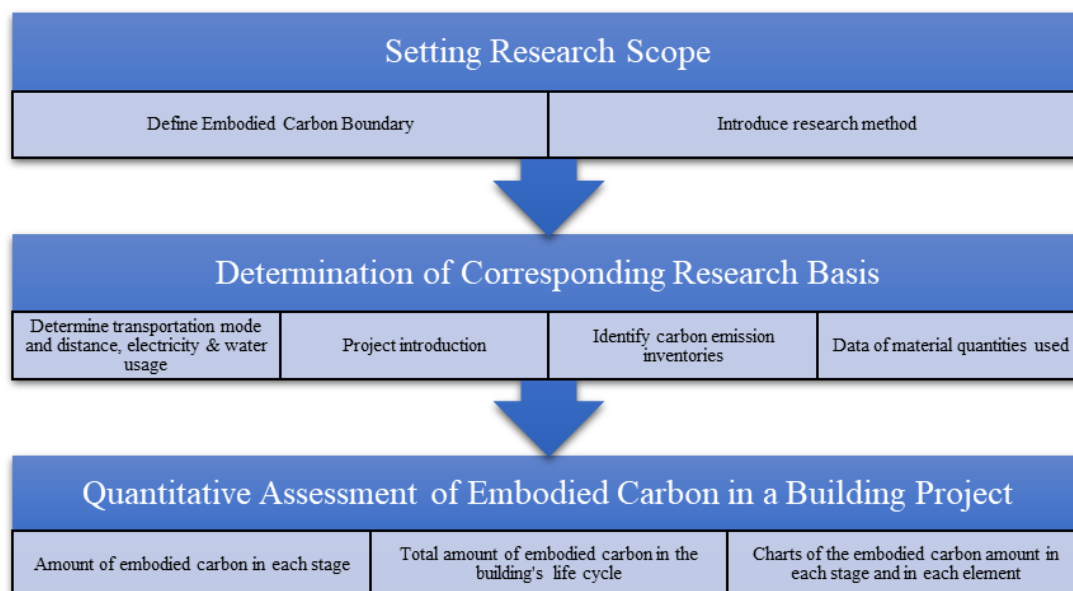 Setting Research Scope
Define Embodied Carbon Boundary
Introduce research method
Determination of Corresponding Research Basis
Determine transportation mode
and distance, electricity & water
usage
Project introduction
Identify carbon emission
inventories
Data of material quantities used
Quantitative Assessment of Embodied Carbon in a Building Project
Amount of embodied carbon in each stage
Total amount of embodied carbon in the
building's life cycle
Charts of the embodied carbon amount in
each stage and in each element